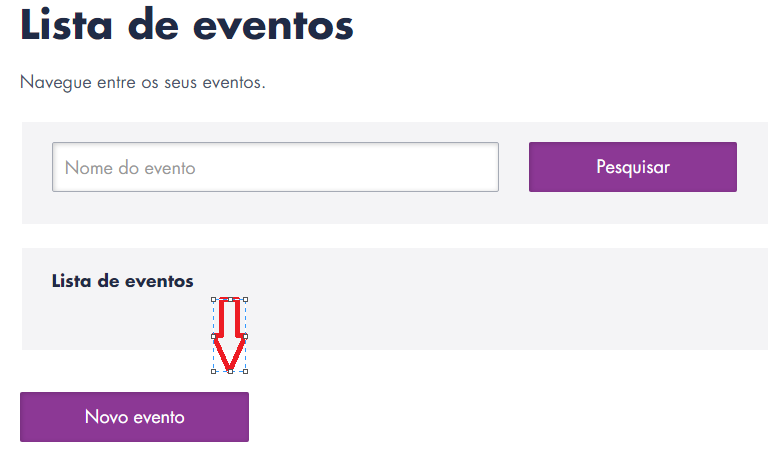 Lista de eventos
Navegue entre os seus eventos.
Nome do evento
Pesquisar
Lista de eventos
Novo evento